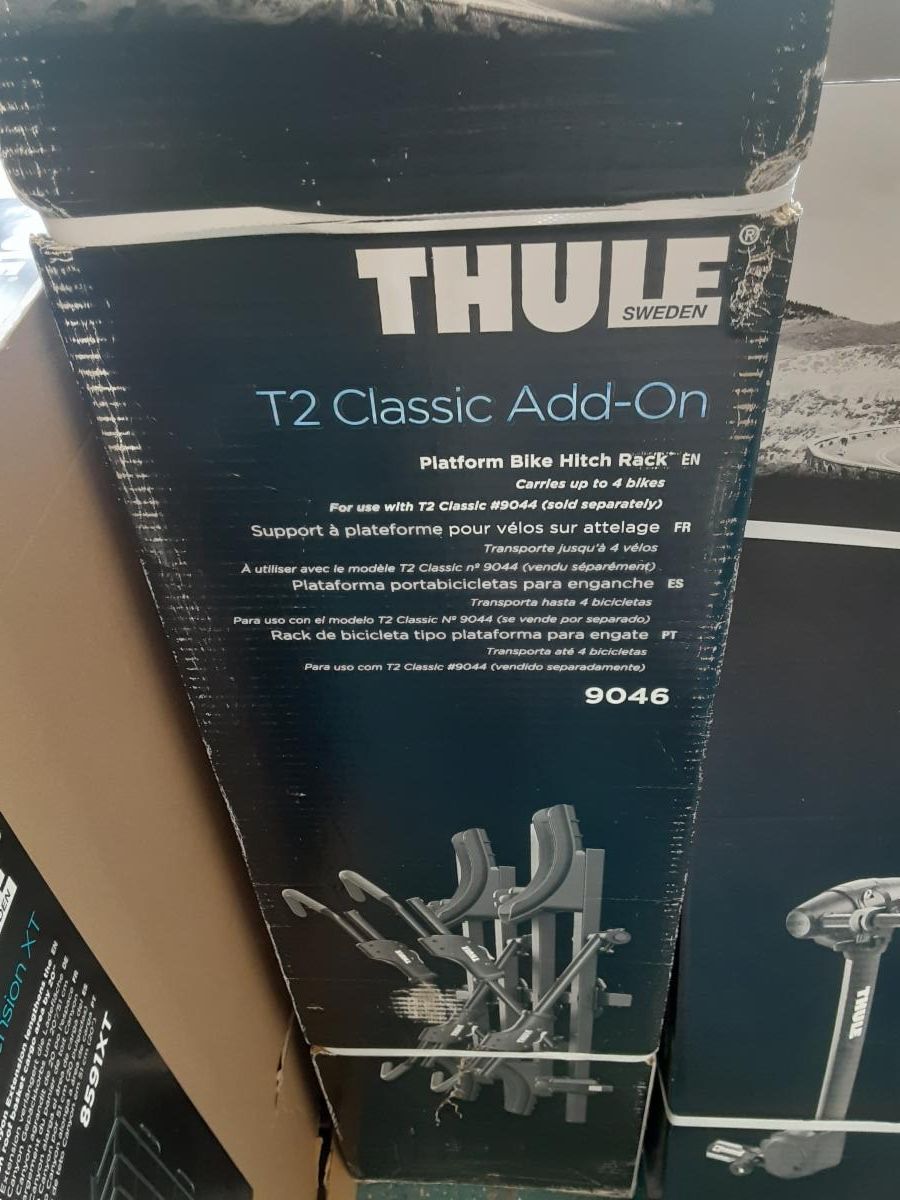 THULE®
SWEDEN
T2 Classic Add-On
Platform Bike Hitch Rack EN
Carries up to 4 bikes
For use with T2 Classic #9044 (sold separately)
Support à plateforme pour vélos sur attelage FR
Transporte jusqu'à 4 vélos
À utiliser avec le modèle T2 Classic nº 9044 (vendu séparément)
Plataforma portabicicletas para enganche ES
Transporta hasta 4 bicicletas
Para uso con el modelo T2 Classic Nº 9044 (se vende por separado)
Rack de bicicleta tipo plataforma para engate PT
Transporta até 4 bicicletas
Para uso com T2 Classic #9044 (vendido separadamente)
9046
THULE
8591XT